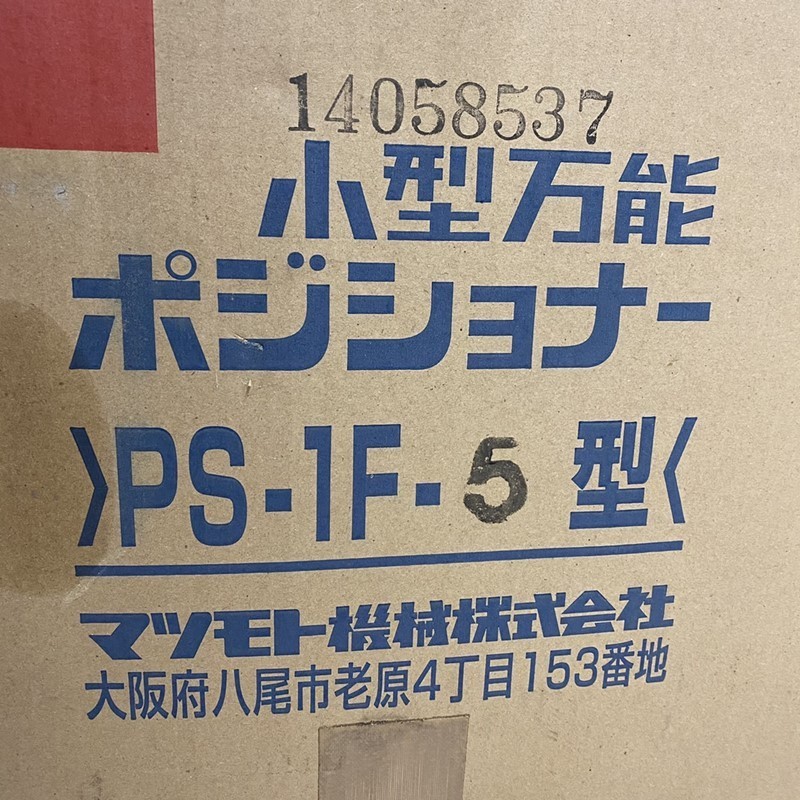 14058537
小型万能
ポジショナー
〉PS-1F-5型〈
マツモト機械株式会社
大阪府八尾市老原4丁目153番地